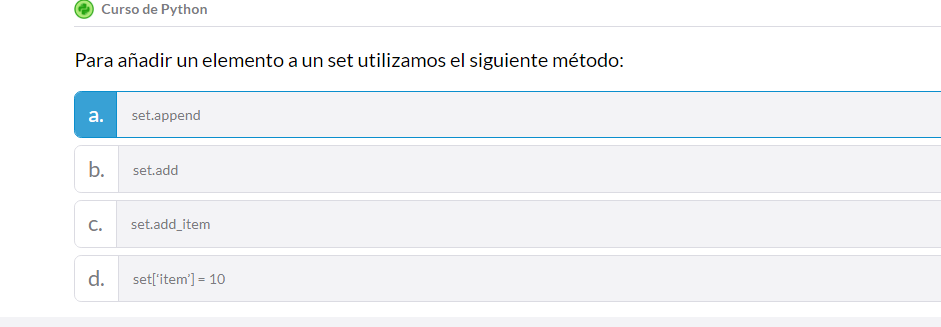 Curso de Python
Para añadir un elemento a un set utilizamos el siguiente método:
a. set.append
b. set.add
c. set.add_item
d. set['item'] = 10